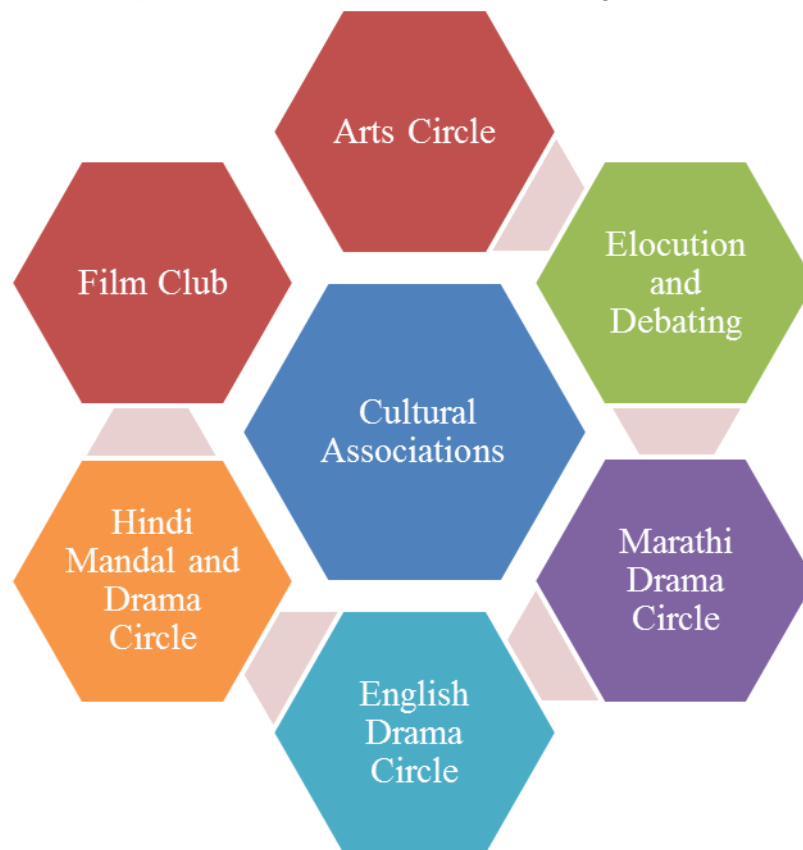 Arts Circle
Elocution
and
Debating
Film Club
Cultural
Associations
Marathi
Drama
Circle
Hindi
Mandal and
Drama
Circle
English
Drama
Circle